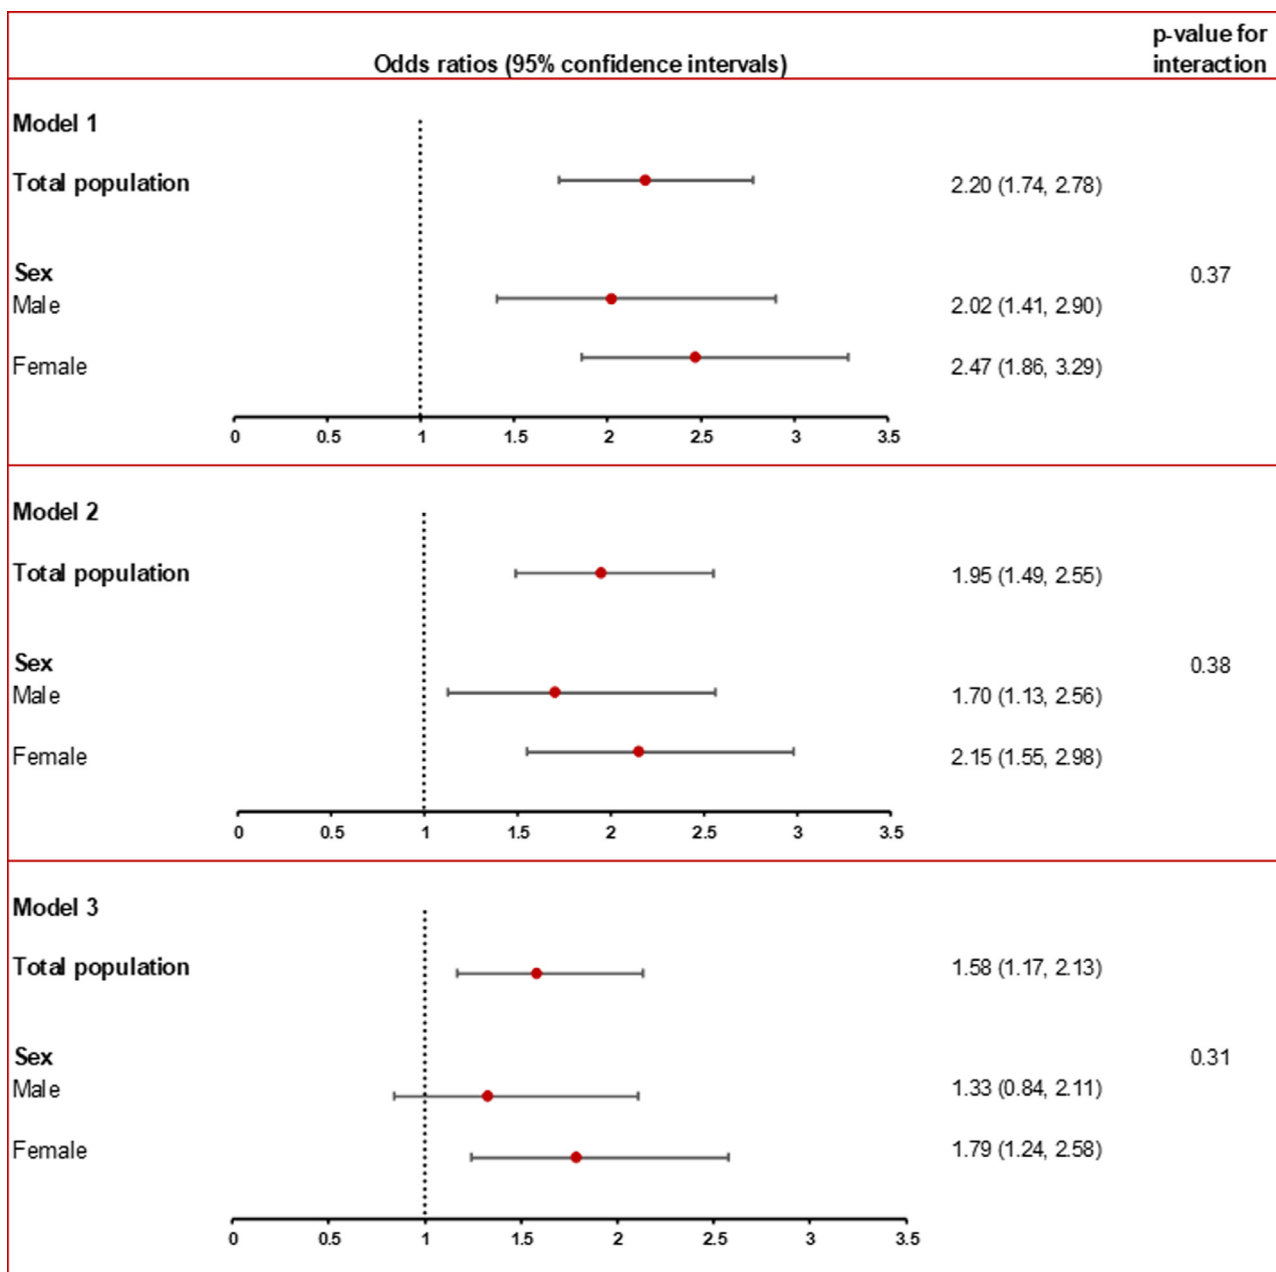 Odds ratios (95% confidence intervals)
p-value for
interaction
Model 1
Total population
2.20 (1.74, 2.78)
Sex
0.37
Male
2.02 (1.41, 2.90)
Female
2.47 (1.86, 3.29)
0 0.5 1 1.5 2 2.5 3 3.5
Model 2
Total population
1.95 (1.49, 2.55)
Sex
0.38
Male
1.70 (1.13, 2.56)
Female
2.15 (1.55, 2.98)
0 0.5 1 1.5 2 2.5 3 3.5
Model 3
Total population
1.58 (1.17, 2.13)
Sex
0.31
Male
1.33 (0.84, 2.11)
Female
1.79 (1.24, 2.58)
0 0.5 1 1.5 2 2.5 3 3.5